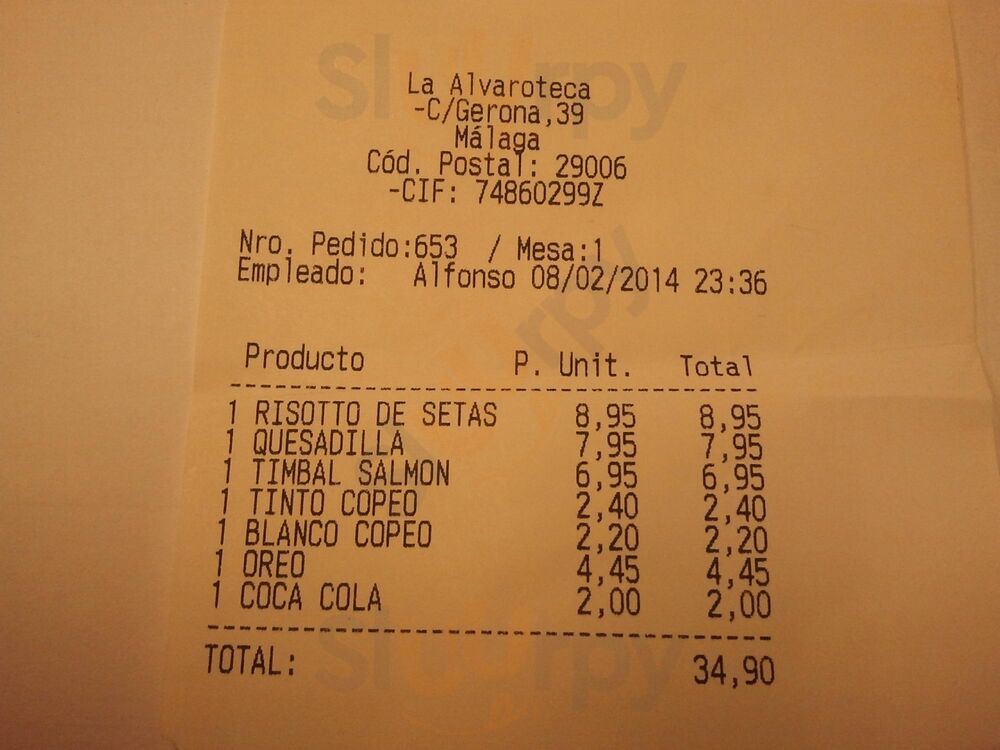 La Alvaroteca
-C/Gerona,39
Málaga
Cód. Postal: 29006
-CIF: 74860299Z
Nro. Pedido:653 / Mesa:1
Empleado: Alfonso 08/02/2014 23:36
Producto P. Unit. Total
1 RISOTTO DE SETAS 8,95 8,95
1 QUESADILLA 7,95 7,95
1 TIMBAL SALMON 6,95 6,95
1 TINTO COPEO 2,40 2,40
1 BLANCO COPEO 2,20 2,20
1 OREO 4,45 4,45
1 COCA COLA 2,00 2,00
TOTAL: 34,90